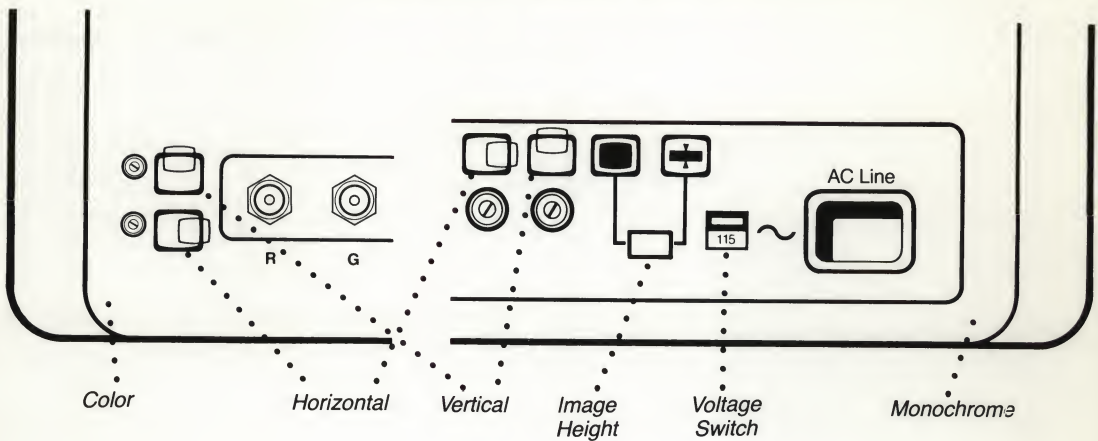 AC Line
115
R
G
Color
Horizontal
Vertical
Image
Height
Voltage
Switch
Monochrome